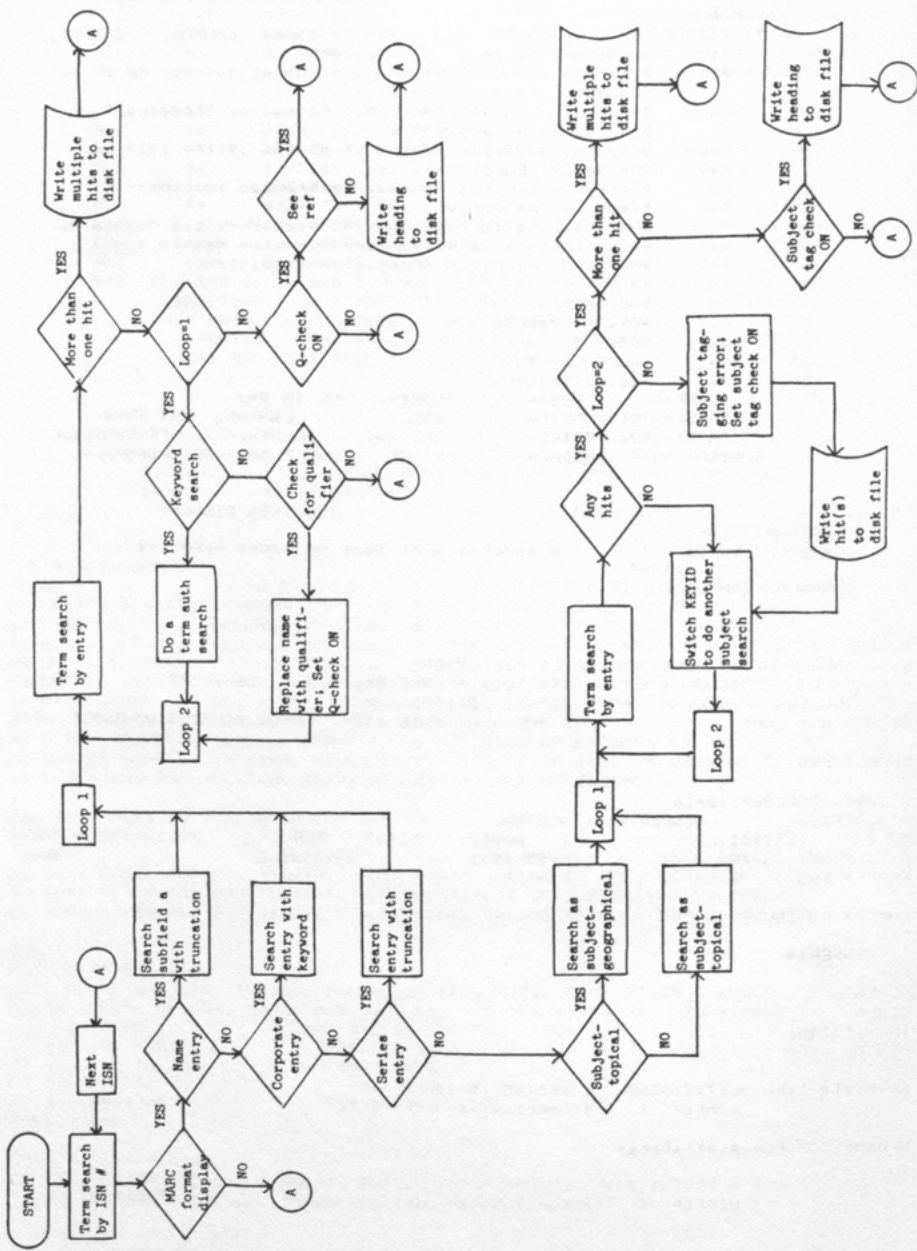 START
Term search
by ISN #
Next
ISN
A
MARC
format
display
YES
NO
A
Name
entry
YES
NO
Search
subfield a
with
truncation
Corporate
entry
YES
NO
Search
entry with
keyword
Series
entry
YES
NO
Search
entry with
truncation
Subject-
topical
YES
NO
Search as
subject-
geographical
Search as
subject-
topical
Loop 1
Term search
by entry
More than
one hit
YES
NO
Write
multiple
hits to
disk file
A
Loop=1
YES
NO
Keyword
search
YES
NO
Do a
term auth
search
Loop 2
Check
for quali-
fier
YES
NO
A
Replace name
with qualifi-
er; Set
Q-check ON
Q-check
ON
YES
NO
A
See
ref.
YES
NO
A
Write
heading
to
disk file
A
Loop 1
Term search
by entry
Any
hits
YES
NO
Loop 2
Switch KEYID
to do another
subject
search
Loop=2
YES
NO
Subject tag-
ging error;
Set subject
tag check ON
Write
hit(s)
to
disk file
More than
one hit
YES
NO
Write
multiple
hits to
disk file
A
Subject
tag check
ON
YES
NO
A
Write
heading
to
disk file
A